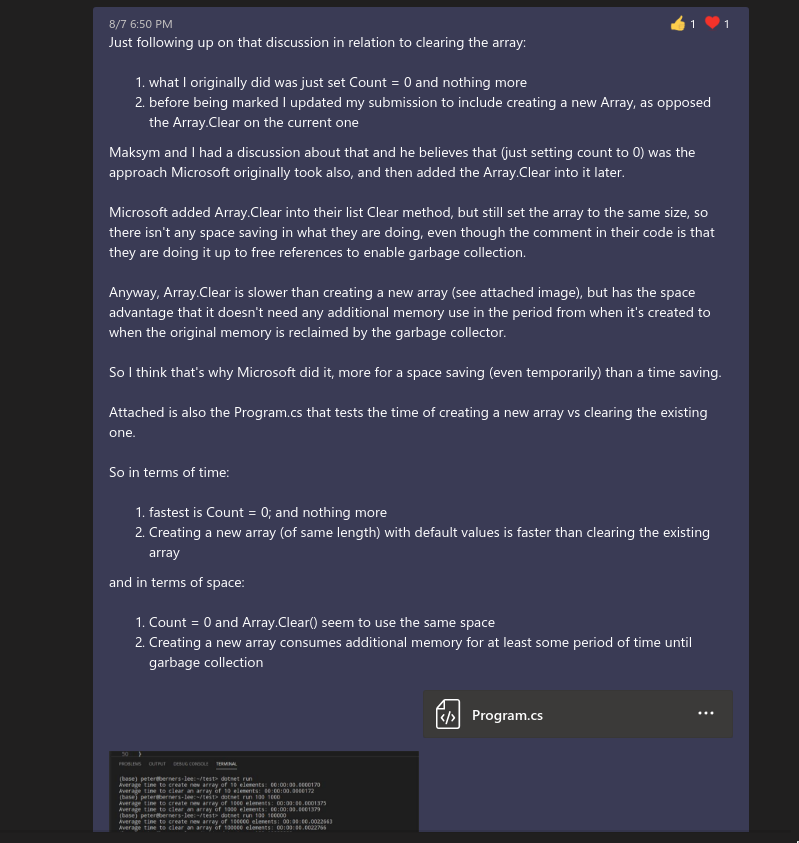 8/7 6:50 PM
👍 1 ❤️ 1
Just following up on that discussion in relation to clearing the array:
1. what I originally did was just set Count = 0 and nothing more
2. before being marked I updated my submission to include creating a new Array, as opposed
the Array.Clear on the current one
Maksym and I had a discussion about that and he believes that (just setting count to 0) was the
approach Microsoft originally took also, and then added the Array.Clear into it later.
Microsoft added Array.Clear into their list Clear method, but still set the array to the same size, so
there isn't any space saving in what they are doing, even though the comment in their code is that
they are doing it up to free references to enable garbage collection.
Anyway, Array.Clear is slower than creating a new array (see attached image), but has the space
advantage that it doesn't need any additional memory use in the period from when it's created to
when the original memory is reclaimed by the garbage collector.
So I think that's why Microsoft did it, more for a space saving (even temporarily) than a time saving.
Attached is also the Program.cs that tests the time of creating a new array vs clearing the existing
one.
So in terms of time:
1. fastest is Count = 0; and nothing more
2. Creating a new array (of same length) with default values is faster than clearing the existing
array
and in terms of space:
1. Count = 0 and Array.Clear() seem to use the same space
2. Creating a new array consumes additional memory for at least some period of time until
garbage collection
Program.cs
50 }
PROBLEMS OUTPUT DEBUG CONSOLE TERMINAL
(base) peter@berners-lee:~/test> dotnet run
Average time to create new array of 10 elements: 00:00:00.0000170
Average time to clear an array of 10 elements: 00:00:00.0000172
(base) peter@berners-lee:~/test> dotnet run 100 1000
Average time to create new array of 1000 elements: 00:00:00.0001375
Average time to clear an array of 1000 elements: 00:00:00.0001379
(base) peter@berners-lee:~/test> dotnet run 100 100000
Average time to create new array of 100000 elements: 00:00:00.0022663
Average time to clear an array of 100000 elements: 00:00:00.0022766